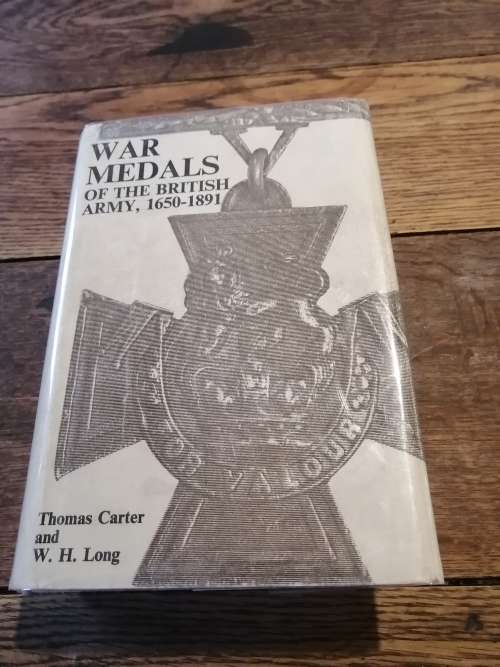 WAR
MEDALS
OF THE BRITISH
ARMY, 1650-1891
FOR VALOUR
Thomas Carter
and
W. H. Long